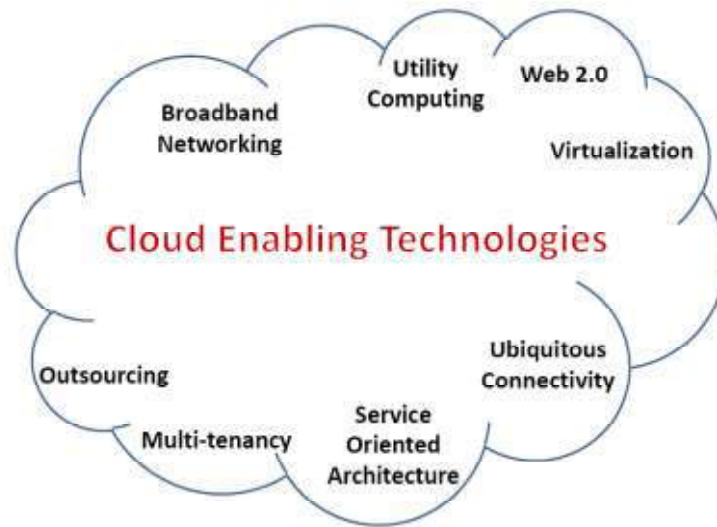 Utility
Computing
Web 2.0
Broadband
Networking
Virtualization
Cloud Enabling Technologies
Ubiquitous
Connectivity
Outsourcing
Service
Oriented
Architecture
Multi-tenancy